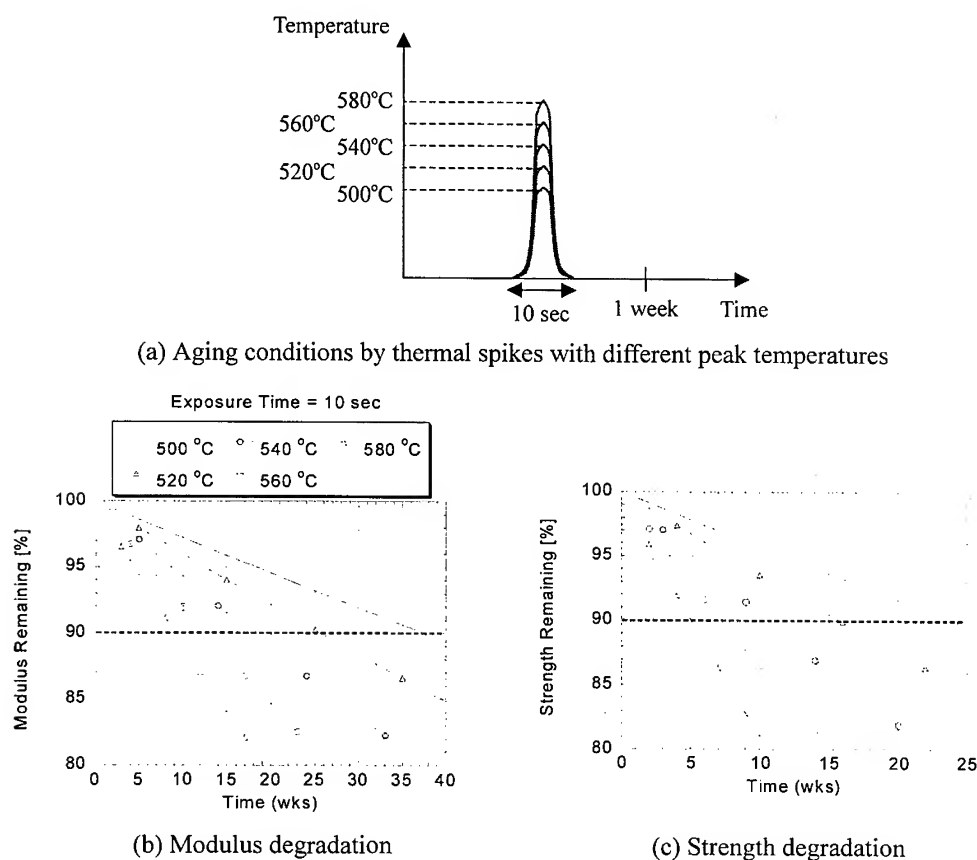 Temperature
580°C
560°C
540°C
520°C
500°C
10 sec
1 week
Time
(a) Aging conditions by thermal spikes with different peak temperatures
Exposure Time = 10 sec
500 °C 540 °C 580 °C
520 °C 560 °C
100
95
90
85
80
Modulus Remaining [%]
0 5 10 15 20 25 30 35 40
Time (wks)
(b) Modulus degradation
100
95
90
85
80
Strength Remaining [%]
0 5 10 15 20 25
Time (wks)
(c) Strength degradation